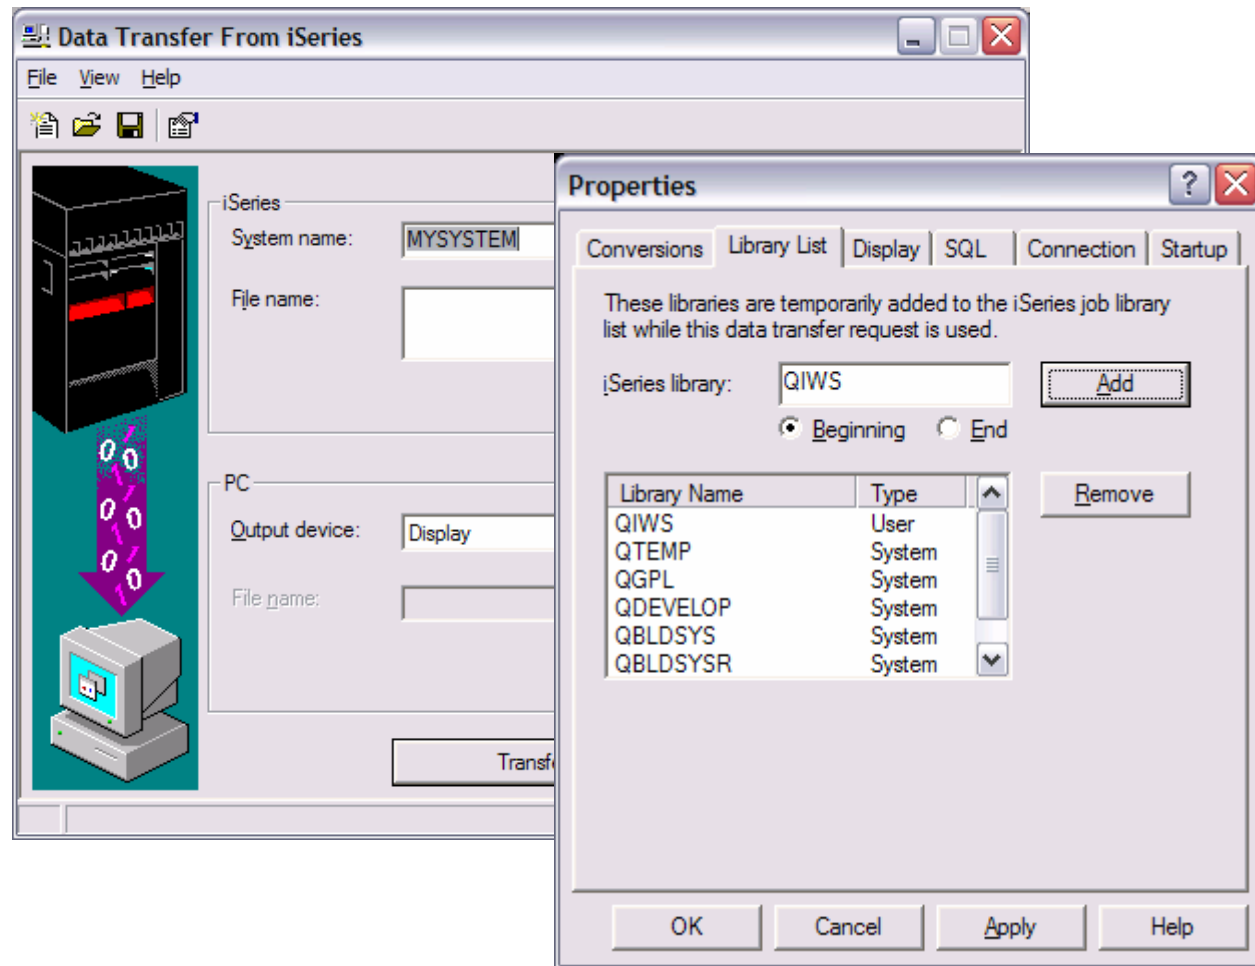 Data Transfer From iSeries
File View Help
iSeries
System name: MYSYSTEM
File name:
PC
Output device: Display
File name:
Properties
Conversions Library List Display SQL Connection Startup
These libraries are temporarily added to the iSeries job library
list while this data transfer request is used.
iSeries library: QIWS Add
Beginning End
Library Name Type Remove
QIWS User
QTEMP System
QGPL System
QDEVELOP System
QBLDSYS System
QBLDSYSR System
OK Cancel Apply Help